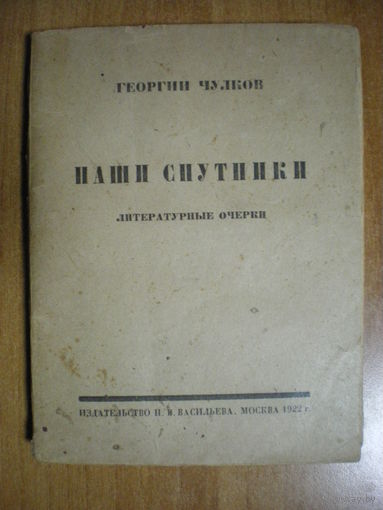 ГЕОРГИЙ ЧУЛКОВ
НАШИ СПУТНИКИ
ЛИТЕРАТУРНЫЕ ОЧЕРКИ
ИЗДАТЕЛЬСТВО Н. В. ВАСИЛЬЕВА. МОСКВА 1922 г.